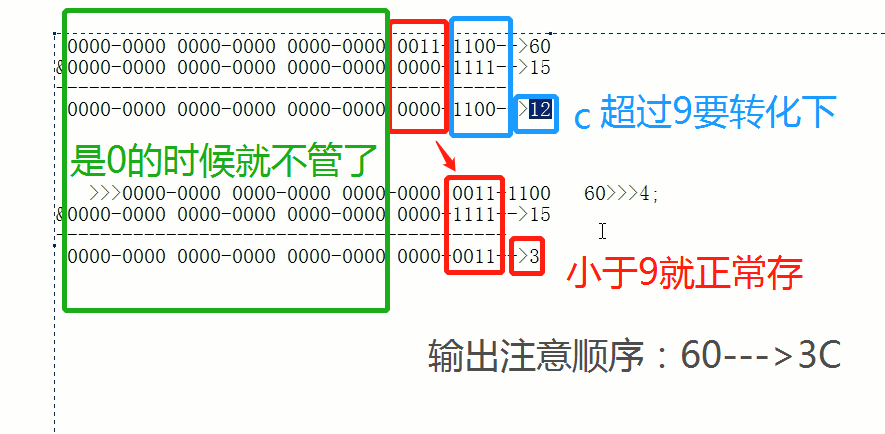 0000-0000 0000-0000 0000-0000 0011-1100-->60
&0000-0000 0000-0000 0000-0000 0000-1111-->15
0000-0000 0000-0000 0000-0000 0000-1100-->12
c 超过9要转化下
是0的时候就不管了
>>>0000-0000 0000-0000 0000-0000 0011-1100 60>>>4;
&0000-0000 0000-0000 0000-0000 0000-1111-->15
0000-0000 0000-0000 0000-0000 0000-0011-->3
小于9就正常存
输出注意顺序：60--->3C